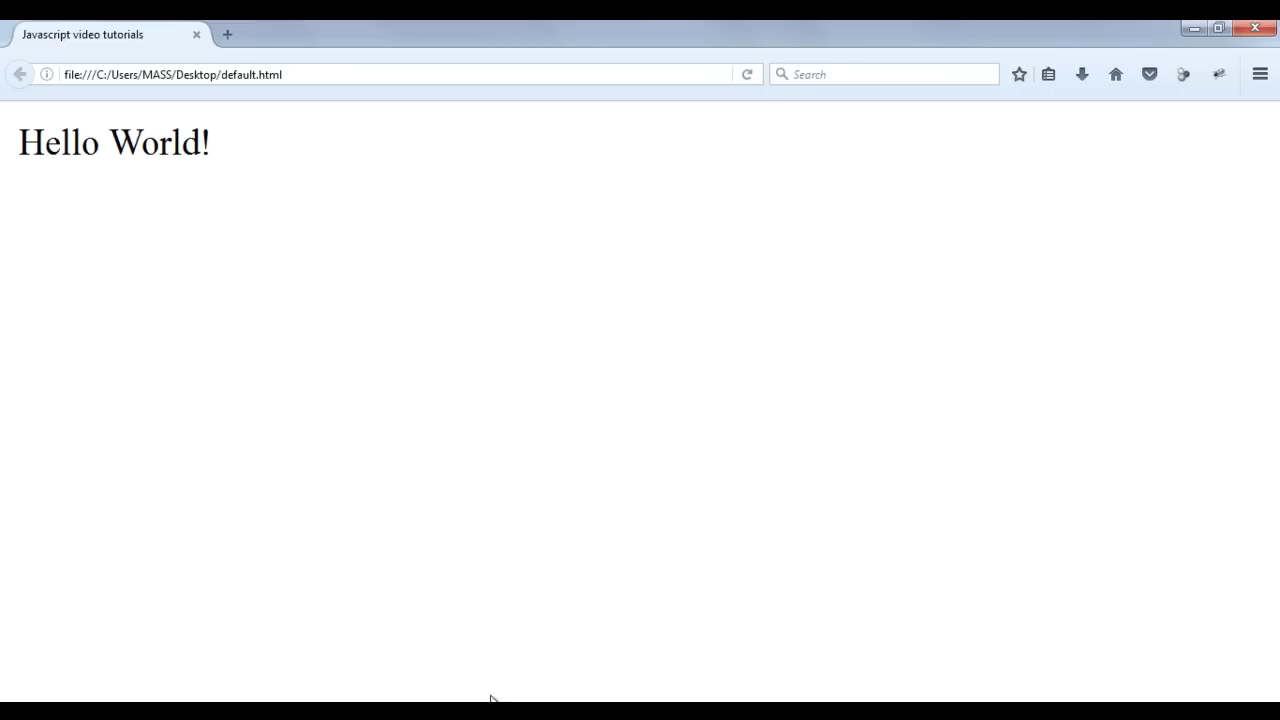 Javascript video tutorials
file:///C:/Users/MASS/Desktop/default.html
Search
Hello World!